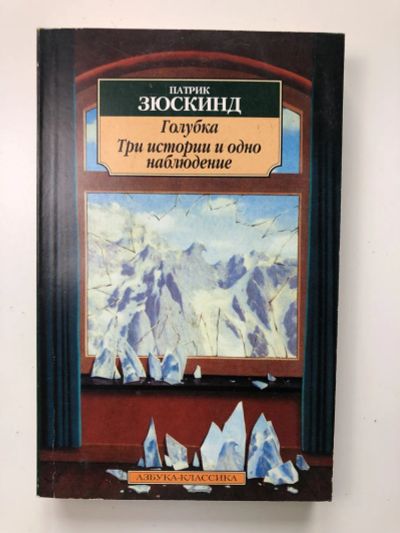 ПАТРИК
ЗЮСКИНД
Голубка
Три истории и одно
наблюдение
АЗБУКА-КЛАССИКА